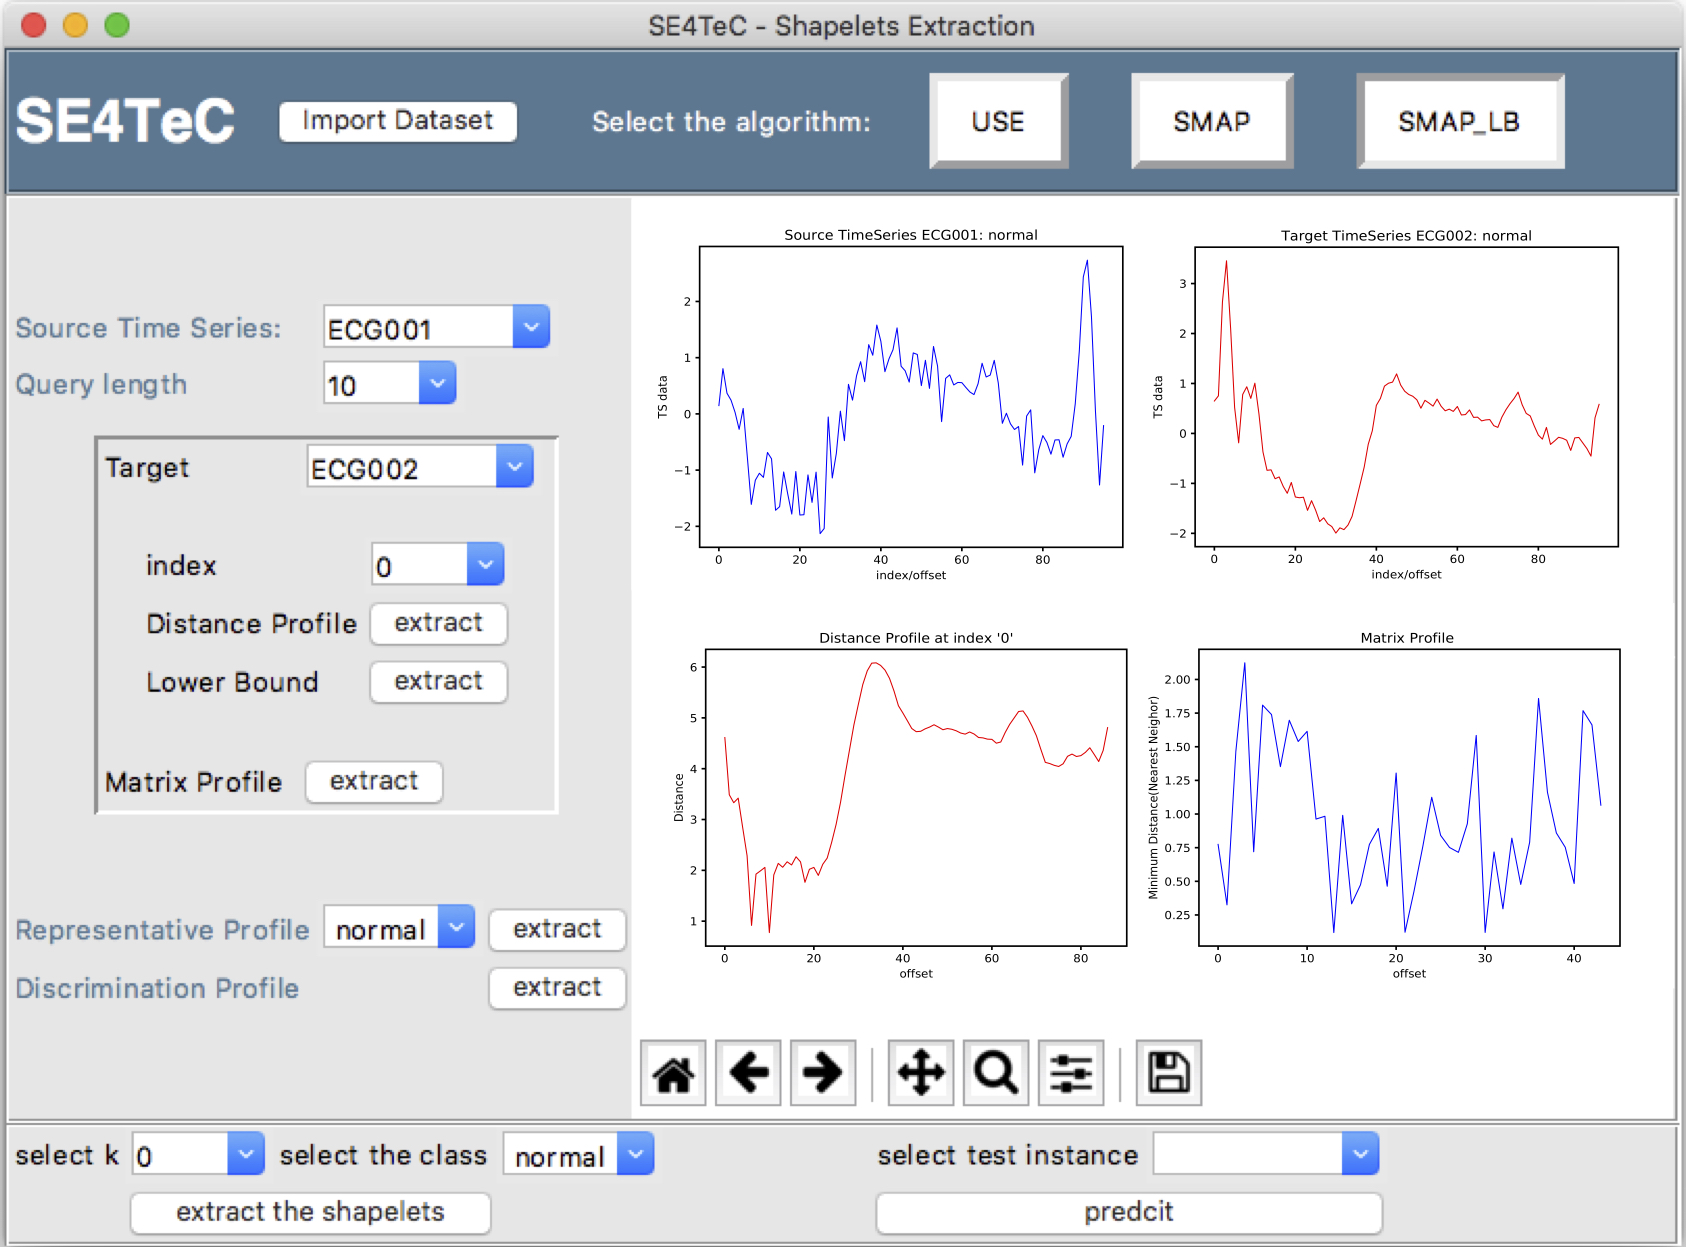 SE4TeC - Shapelets Extraction
SE4TeC
Import Dataset
Select the algorithm:
USE
SMAP
SMAP_LB
Source Time Series:
ECG001
Query length
10
Target
ECG002
index
0
Distance Profile
extract
Lower Bound
extract
Matrix Profile
extract
Representative Profile
normal
extract
Discrimination Profile
extract
Source TimeSeries ECG001: normal
TS data
2
1
0
−1
−2
0 20 40 60 80
index/offset
Target TimeSeries ECG002: normal
TS data
3
2
1
0
−1
−2
0 20 40 60 80
index/offset
Distance Profile at index '0'
Distance
6
5
4
3
2
1
0 20 40 60 80
offset
Matrix Profile
Minimum Distance(Nearest Neighor)
2.00
1.75
1.50
1.25
1.00
0.75
0.50
0.25
0 10 20 30 40
offset
select k
0
select the class
normal
select test instance
extract the shapelets
predcit